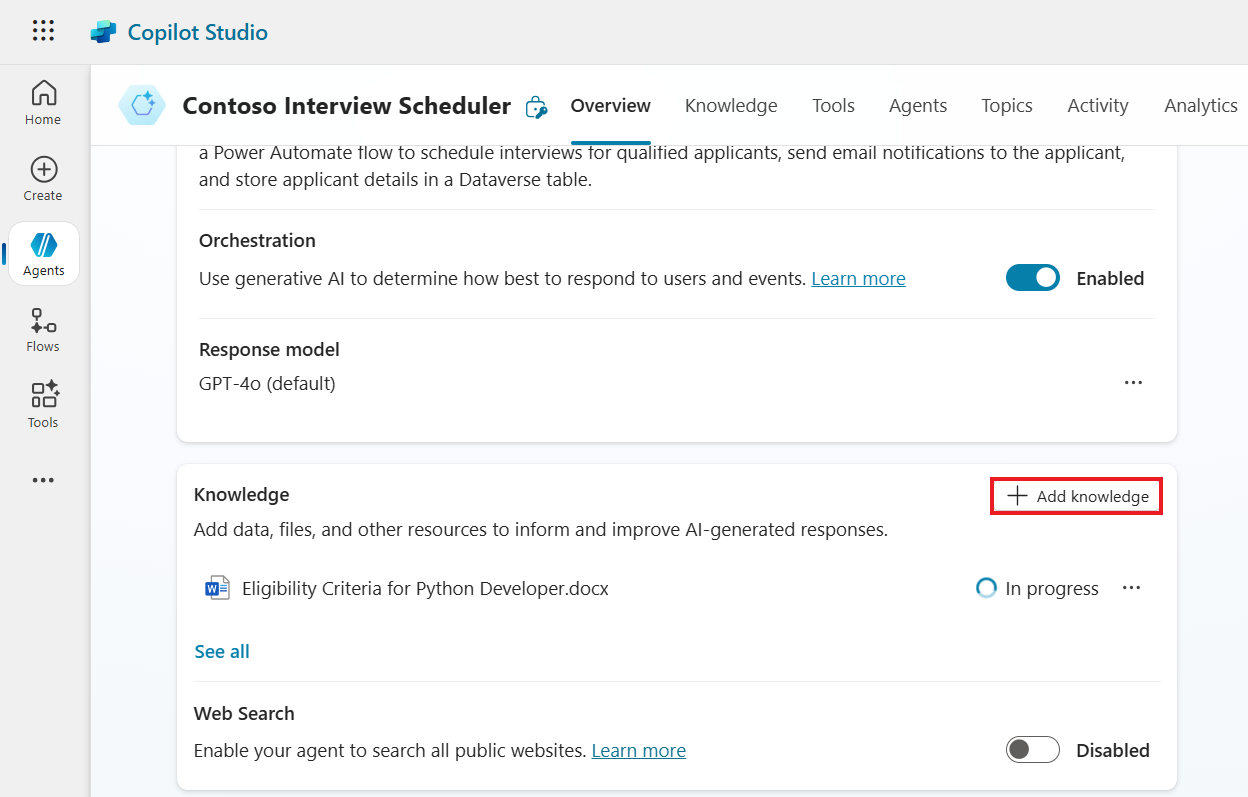 Copilot Studio
Home
Create
Agents
Flows
Tools
Contoso Interview Scheduler
Overview
Knowledge
Tools
Agents
Topics
Activity
Analytics
a Power Automate flow to schedule interviews for qualified applicants, send email notifications to the applicant,
and store applicant details in a Dataverse table.
Orchestration
Use generative AI to determine how best to respond to users and events. Learn more
Enabled
Response model
GPT-4o (default)
Knowledge
Add knowledge
Add data, files, and other resources to inform and improve AI-generated responses.
Eligibility Criteria for Python Developer.docx
In progress
See all
Web Search
Enable your agent to search all public websites. Learn more
Disabled